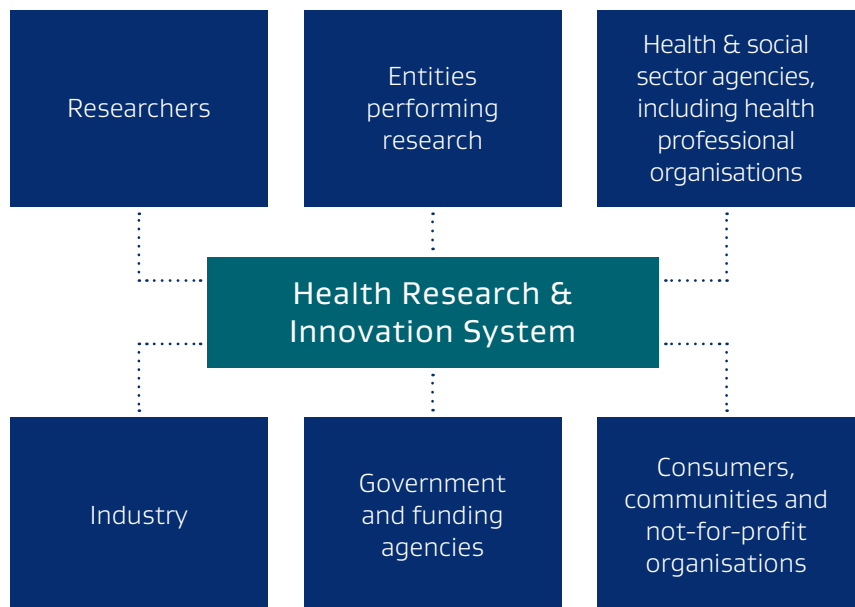 Researchers
Entities
performing
research
Health & social
sector agencies,
including health
professional
organisations
Health Research &
Innovation System
Industry
Government
and funding
agencies
Consumers,
communities and
not-for-profit
organisations